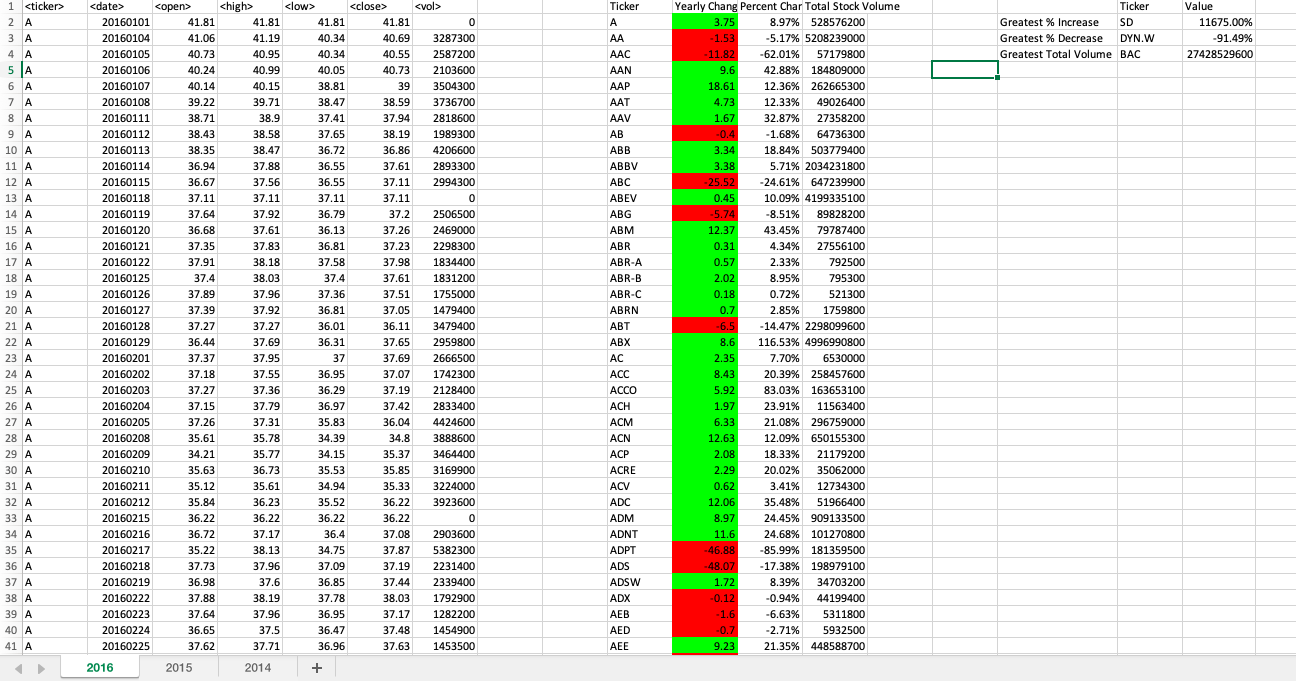 1 <ticker> <date> <open> <high> <low> <close> <vol> Ticker Yearly Chang Percent Char Total Stock Volume Ticker Value
2 A 20160101 41.81 41.81 41.81 41.81 0 A 3.75 8.97% 528576200 Greatest % Increase SD 11675.00%
3 A 20160104 41.06 41.19 40.34 40.69 3287300 AA -1.53 -5.17% 5208239000 Greatest % Decrease DYN.W -91.49%
4 A 20160105 40.73 40.95 40.34 40.55 2587200 AAC -11.82 -62.01% 57179800 Greatest Total Volume BAC 27428529600
5 A 20160106 40.24 40.99 40.05 40.73 2103600 AAN 9.6 42.88% 184809000
6 A 20160107 40.14 40.15 38.81 39 3504300 AAP 18.61 12.36% 262665300
7 A 20160108 39.22 39.71 38.47 38.59 3736700 AAT 4.73 12.33% 49026400
8 A 20160111 38.71 38.9 37.41 37.94 2818600 AAV 1.67 32.87% 27358200
9 A 20160112 38.43 38.58 37.65 38.19 1989300 AB -0.4 -1.68% 64736300
10 A 20160113 38.35 38.47 36.72 36.86 4206600 ABB 3.34 18.84% 503779400
11 A 20160114 36.94 37.88 36.55 37.61 2893300 ABBV 3.38 5.71% 2034231800
12 A 20160115 36.67 37.56 36.55 37.11 2994300 ABC -25.52 -24.61% 647239900
13 A 20160118 37.11 37.11 37.11 37.11 0 ABEV 0.45 10.09% 4199335100
14 A 20160119 37.64 37.92 36.79 37.2 2506500 ABG -5.74 -8.51% 89828200
15 A 20160120 36.68 37.61 36.13 37.26 2469000 ABM 12.37 43.45% 79787400
16 A 20160121 37.35 37.83 36.81 37.23 2298300 ABR 0.31 4.34% 27556100
17 A 20160122 37.91 38.18 37.58 37.98 1834400 ABR-A 0.57 2.33% 792500
18 A 20160125 37.4 38.03 37.4 37.61 1831200 ABR-B 2.02 8.95% 795300
19 A 20160126 37.89 37.96 37.36 37.51 1755000 ABR-C 0.18 0.72% 521300
20 A 20160127 37.39 37.92 36.81 37.05 1479400 ABRN 0.7 2.85% 1759800
21 A 20160128 37.27 37.27 36.01 36.11 3479400 ABT -6.5 -14.47% 2298099600
22 A 20160129 36.44 37.69 36.31 37.65 2959800 ABX 8.6 116.53% 4996990800
23 A 20160201 37.37 37.95 37 37.69 2666500 AC 2.35 7.70% 6530000
24 A 20160202 37.18 37.55 36.95 37.07 1742300 ACC 8.43 20.39% 258457600
25 A 20160203 37.27 37.36 36.29 37.19 2128400 ACCO 5.92 83.03% 163653100
26 A 20160204 37.15 37.79 36.97 37.42 2833400 ACH 1.97 23.91% 11563400
27 A 20160205 37.26 37.31 35.83 36.04 4424600 ACM 6.33 21.08% 296759000
28 A 20160208 35.61 35.78 34.39 34.8 3888600 ACN 12.63 12.09% 650155300
29 A 20160209 34.21 35.77 34.15 35.37 3464400 ACP 2.08 18.33% 21179200
30 A 20160210 35.63 36.73 35.53 35.85 3169900 ACRE 2.29 20.02% 35062000
31 A 20160211 35.12 35.61 34.94 35.33 3224000 ACV 0.62 3.41% 12734300
32 A 20160212 35.84 36.23 35.52 36.22 3923600 ADC 12.06 35.48% 51966400
33 A 20160215 36.22 36.22 36.22 36.22 0 ADM 8.97 24.45% 909133500
34 A 20160216 36.72 37.17 36.4 37.08 2903600 ADNT 11.6 24.68% 101270800
35 A 20160217 35.22 38.13 34.75 37.87 5382300 ADPT -46.88 -85.99% 181359500
36 A 20160218 37.73 37.96 37.09 37.19 2231400 ADS -48.07 -17.38% 198979100
37 A 20160219 36.98 37.6 36.85 37.44 2339400 ADSW 1.72 8.39% 34703200
38 A 20160222 37.88 38.19 37.78 38.03 1792900 ADX -0.12 -0.94% 44199400
39 A 20160223 37.64 37.96 36.95 37.17 1282200 AEB -1.6 -6.63% 5311800
40 A 20160224 36.65 37.5 36.47 37.48 1454900 AED -0.7 -2.71% 5932500
41 A 20160225 37.62 37.71 36.96 37.63 1453500 AEE 9.23 21.35% 448588700
2016 2015 2014 +